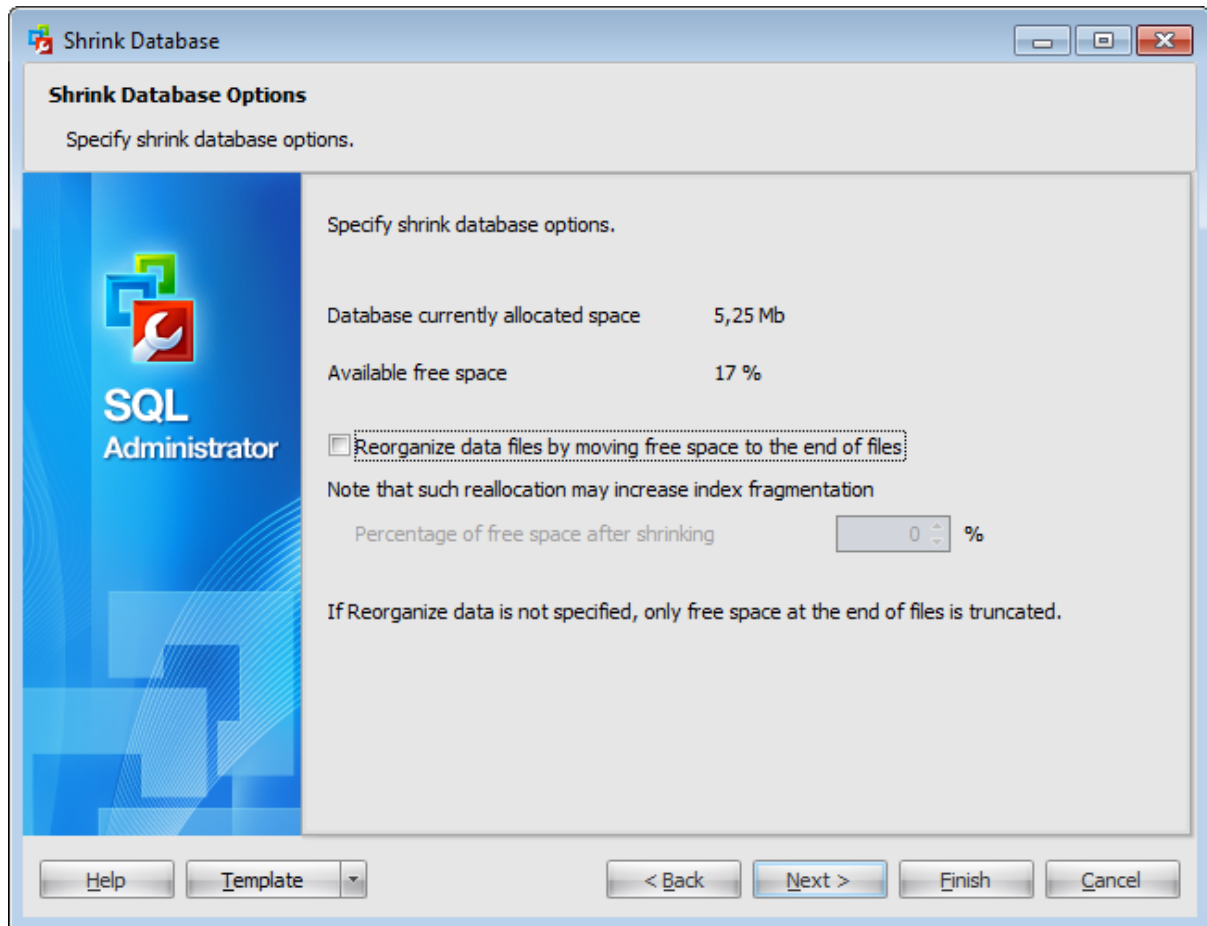 Shrink Database
Shrink Database Options
Specify shrink database options.
Specify shrink database options.
Database currently allocated space 5,25 Mb
Available free space 17 %
SQL
Administrator
Reorganize data files by moving free space to the end of files
Note that such reallocation may increase index fragmentation
Percentage of free space after shrinking 0 %
If Reorganize data is not specified, only free space at the end of files is truncated.
Help Template < Back Next > Finish Cancel